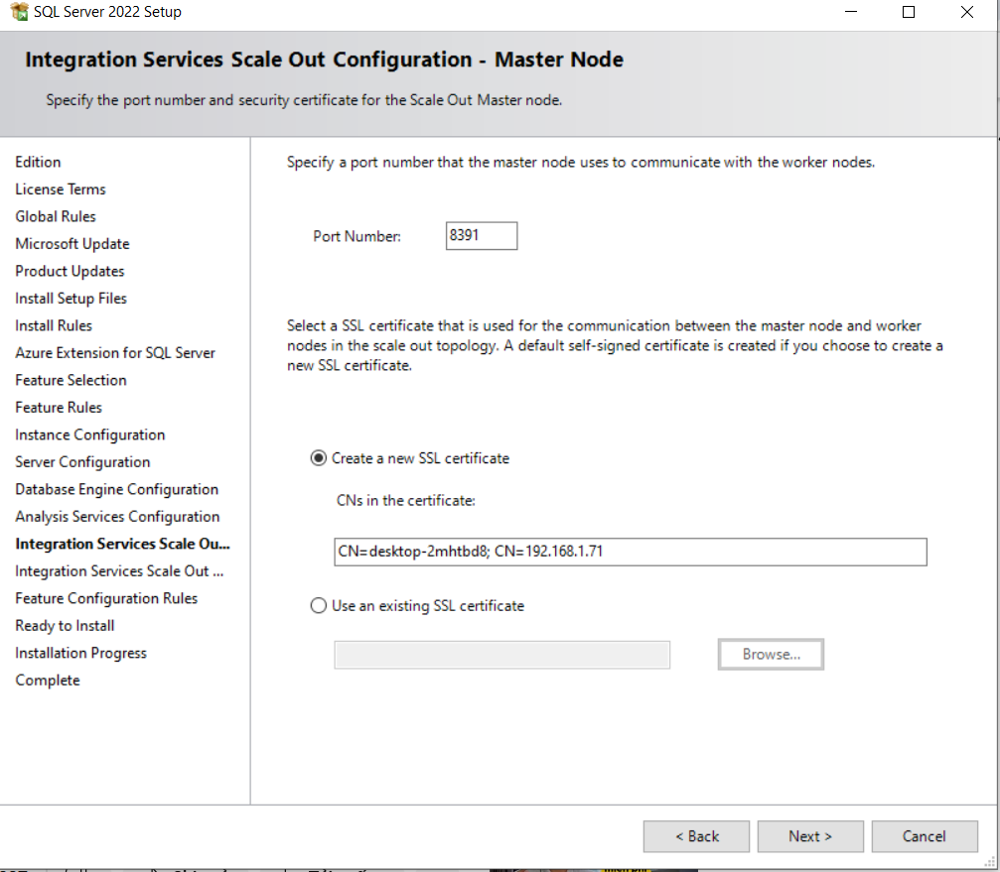 SQL Server 2022 Setup
Integration Services Scale Out Configuration - Master Node
Specify the port number and security certificate for the Scale Out Master node.
Edition
License Terms
Global Rules
Microsoft Update
Product Updates
Install Setup Files
Install Rules
Azure Extension for SQL Server
Feature Selection
Feature Rules
Instance Configuration
Server Configuration
Database Engine Configuration
Analysis Services Configuration
Integration Services Scale Ou...
Integration Services Scale Out ...
Feature Configuration Rules
Ready to Install
Installation Progress
Complete
Specify a port number that the master node uses to communicate with the worker nodes.
Port Number:
8391
Select a SSL certificate that is used for the communication between the master node and worker
nodes in the scale out topology. A default self-signed certificate is created if you choose to create a
new SSL certificate.
Create a new SSL certificate
CNs in the certificate:
CN=desktop-2mhtbd8; CN=192.168.1.71
Use an existing SSL certificate
Browse...
< Back
Next >
Cancel